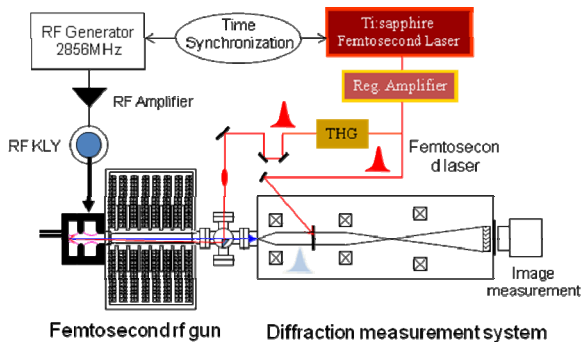 RF Generator
2856MHz
Time
Synchronization
Ti:sapphire
Femtosecond Laser
Reg. Amplifier
RF Amplifier
THG
RF KLY
Femtosecon
d laser
Image
measurement
Femtosecond rf gun
Diffraction measurement system